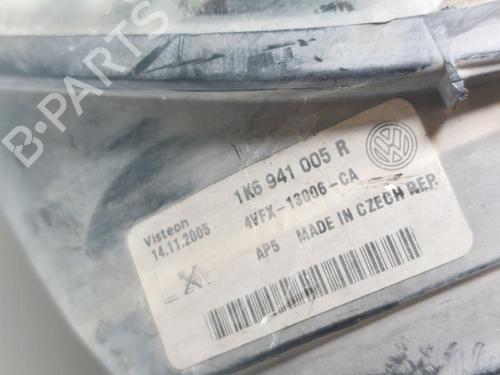 B-PARTS
1K6 941 005 R
Visteon
14.11.2005
4VFX-13006-CA
AP5 MADE IN CZECH REP.
X